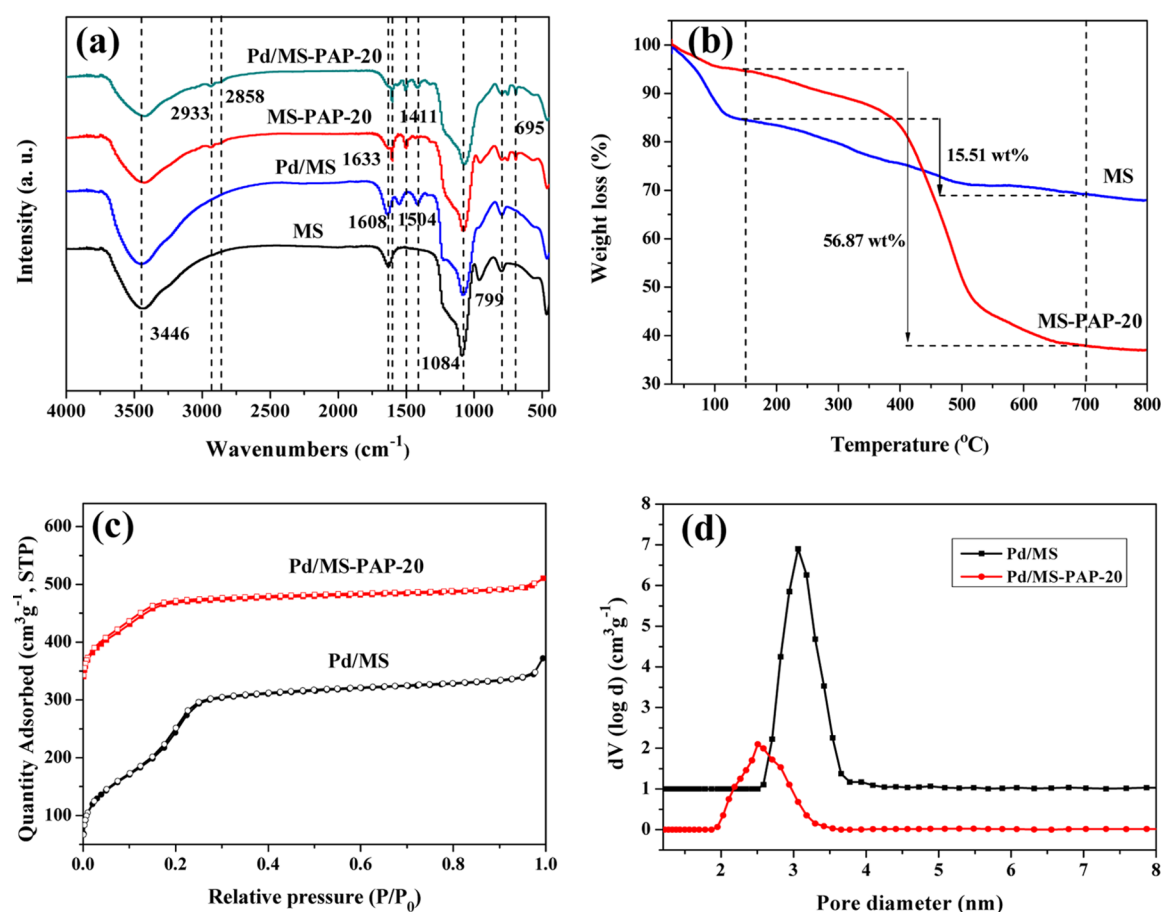 (a)
Pd/MS-PAP-20
2933
2858
1411
695
MS-PAP-20
1633
Pd/MS
1608
1504
MS
799
3446
1084
4000 3500 3000 2500 2000 1500 1000 500
Wavenumbers (cm⁻¹)
Intensity (a. u.)
(b)
100
90
80
70
60
50
40
30
15.51 wt%
MS
56.87 wt%
MS-PAP-20
100 200 300 400 500 600 700 800
Temperature (°C)
Weight loss (%)
(c)
600
500
400
300
200
100
Pd/MS-PAP-20
Pd/MS
0.0 0.2 0.4 0.6 0.8 1.0
Relative pressure (P/P₀)
Quantity Adsorbed (cm³g⁻¹, STP)
(d)
8
7
6
5
4
3
2
1
0
Pd/MS
Pd/MS-PAP-20
2 3 4 5 6 7 8
Pore diameter (nm)
dV (log d) (cm³g⁻¹)